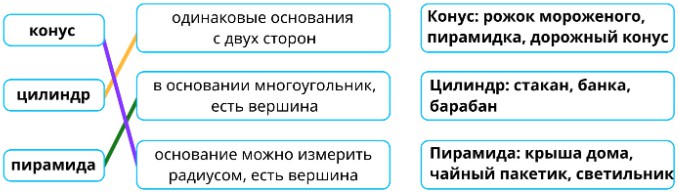 конус
цилиндр
пирамида
одинаковые основания
с двух сторон
в основании многоугольник,
есть вершина
основание можно измерить
радиусом, есть вершина
Конус: рожок мороженого,
пирамидка, дорожный конус
Цилиндр: стакан, банка,
барабан
Пирамида: крыша дома,
чайный пакетик, светильник